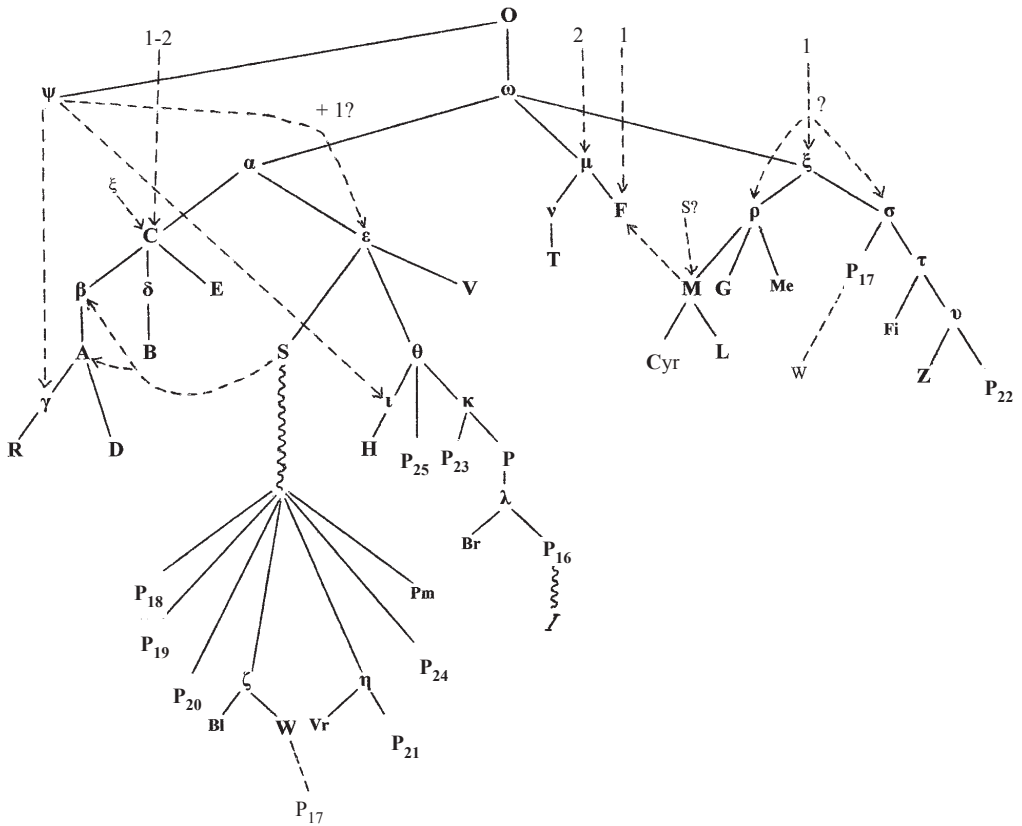 O
1-2 2 1 1
ψ ω + 1? ?
α μ ξ
ξ ν F S? ρ σ
C ε T P17 τ
β δ E V M G Me Fi υ
A B S θ Cyr L W Z P22
γ ι κ
R D H P25 P23 P
λ
Br P16
P18 Pm I
P19
P20 ζ η P24
Bl W Vr P21
P17